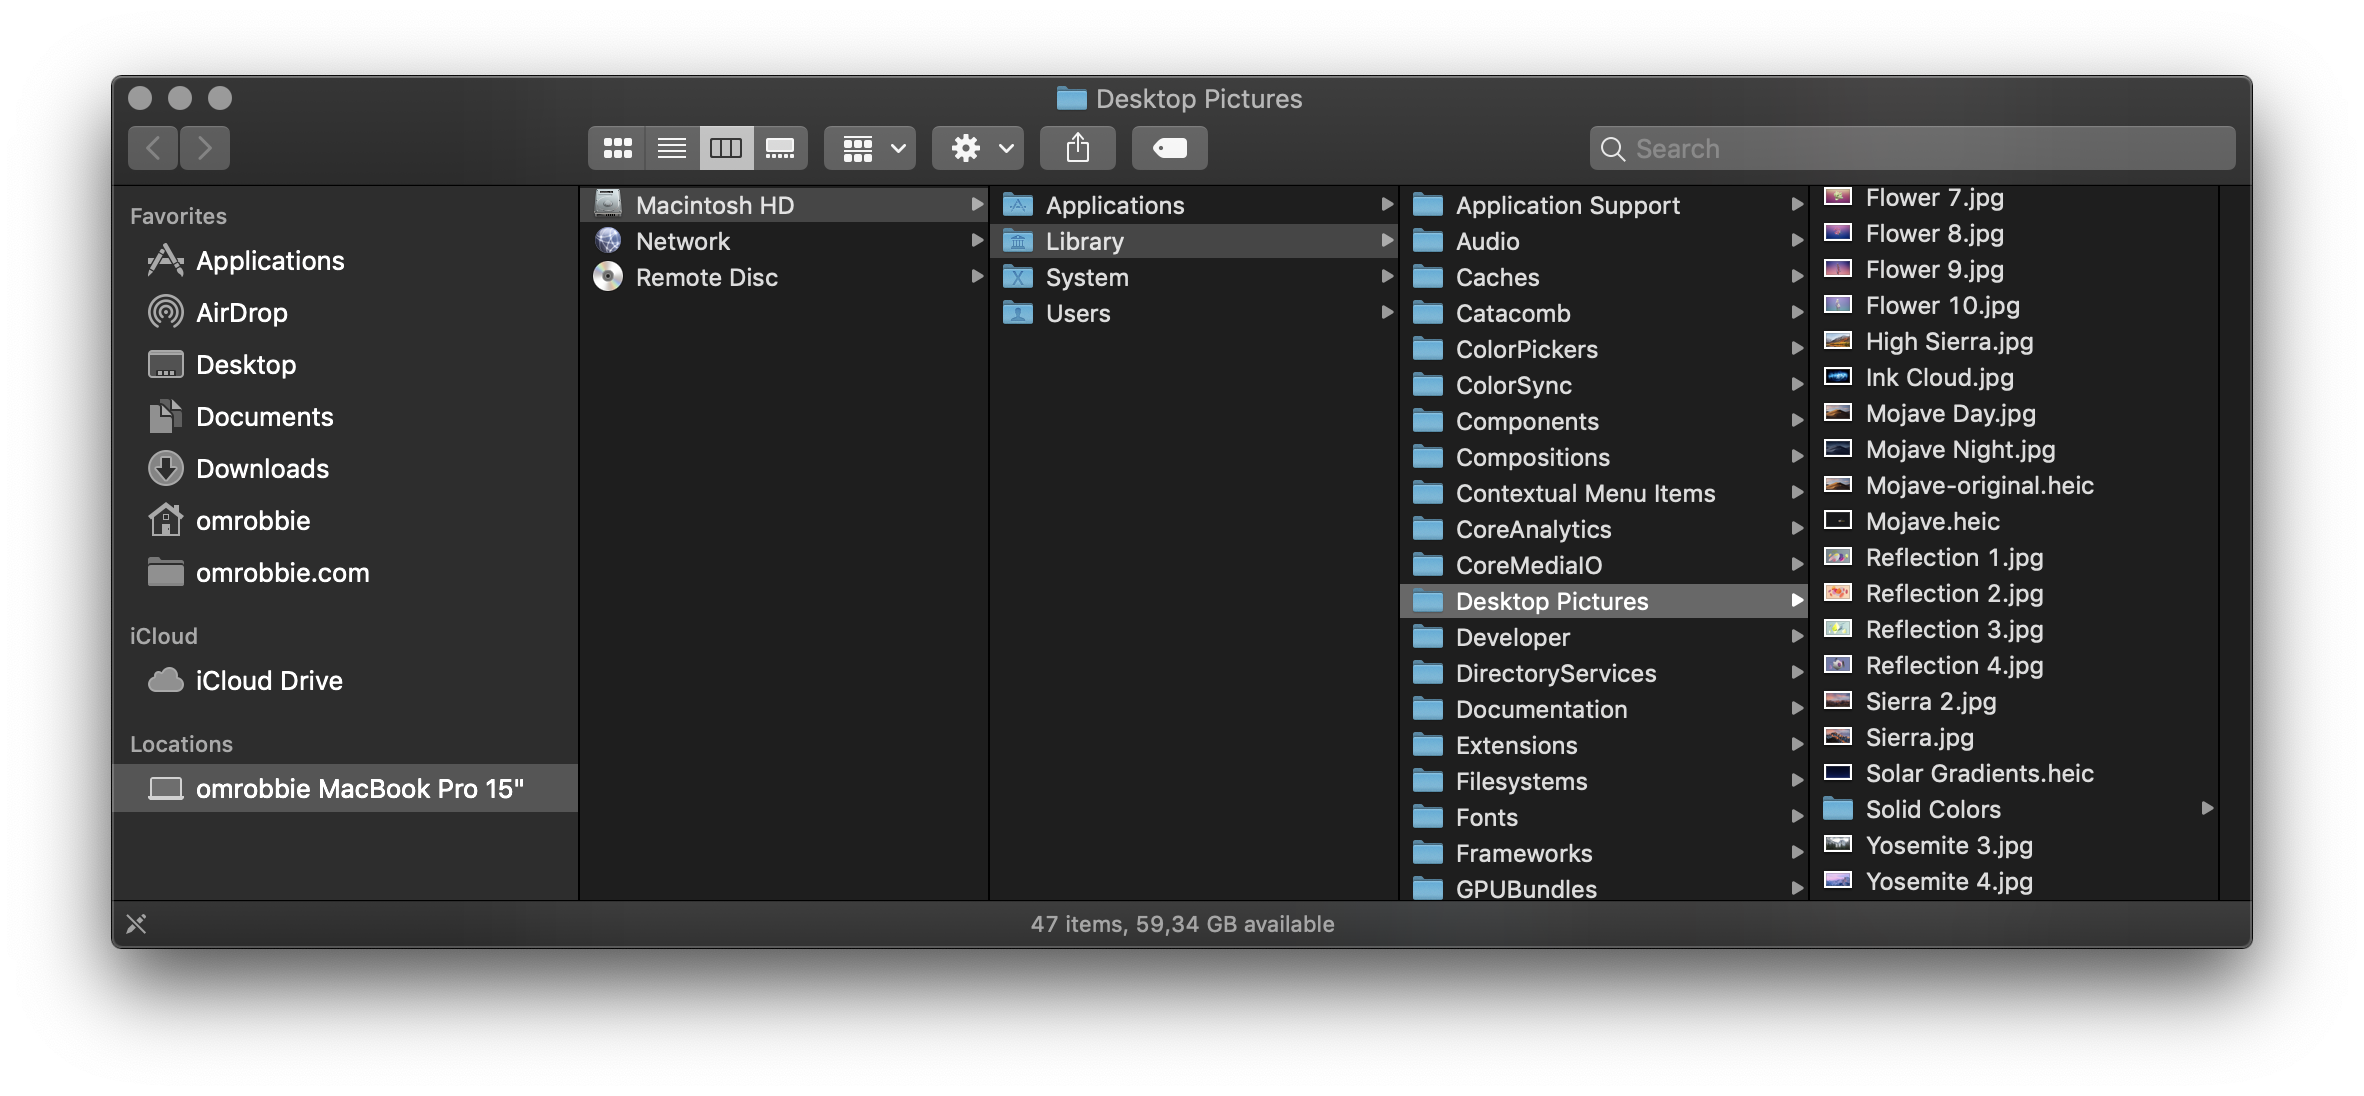 Desktop Pictures
Search
Favorites
Applications
AirDrop
Desktop
Documents
Downloads
omrobbie
omrobbie.com
iCloud
iCloud Drive
Locations
omrobbie MacBook Pro 15"
Macintosh HD
Network
Remote Disc
Applications
Library
System
Users
Application Support
Audio
Caches
Catacomb
ColorPickers
ColorSync
Components
Compositions
Contextual Menu Items
CoreAnalytics
CoreMediaIO
Desktop Pictures
Developer
DirectoryServices
Documentation
Extensions
Filesystems
Fonts
Frameworks
GPUBundles
Flower 7.jpg
Flower 8.jpg
Flower 9.jpg
Flower 10.jpg
High Sierra.jpg
Ink Cloud.jpg
Mojave Day.jpg
Mojave Night.jpg
Mojave-original.heic
Mojave.heic
Reflection 1.jpg
Reflection 2.jpg
Reflection 3.jpg
Reflection 4.jpg
Sierra 2.jpg
Sierra.jpg
Solar Gradients.heic
Solid Colors
Yosemite 3.jpg
Yosemite 4.jpg
47 items, 59,34 GB available